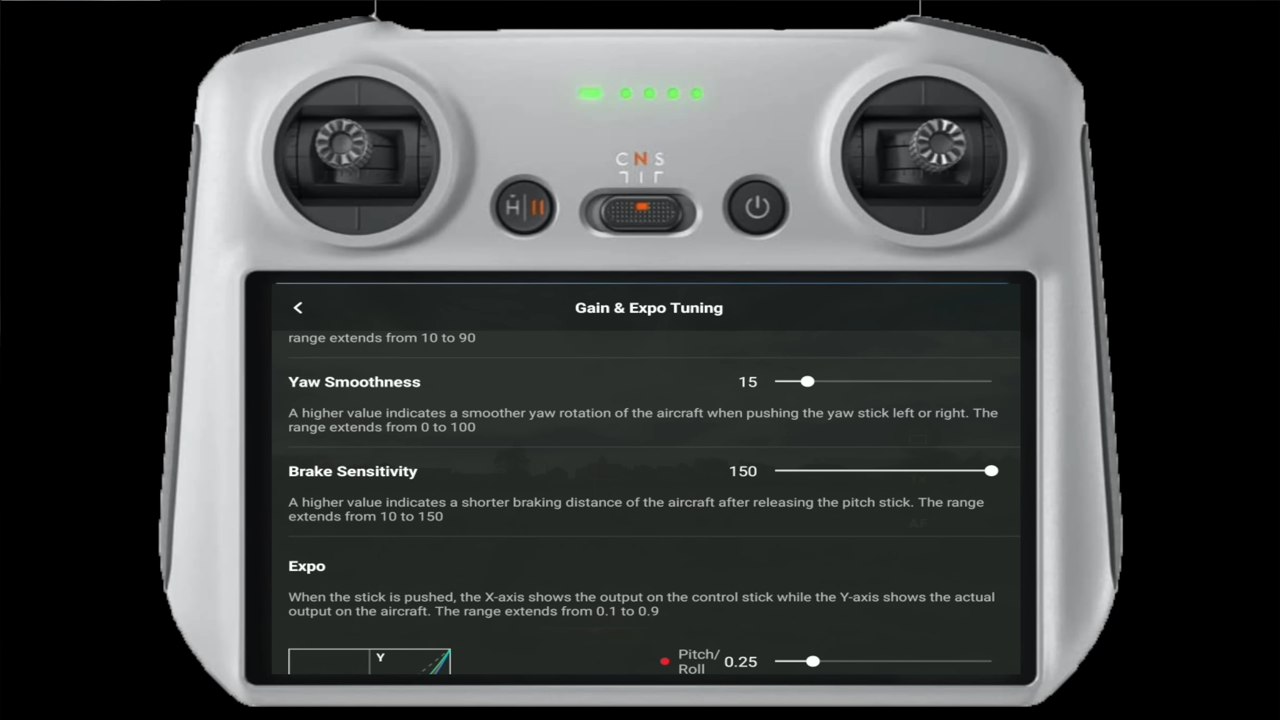 C N S
H
Gain & Expo Tuning
range extends from 10 to 90
Yaw Smoothness 15
A higher value indicates a smoother yaw rotation of the aircraft when pushing the yaw stick left or right. The
range extends from 0 to 100
Brake Sensitivity 150
A higher value indicates a shorter braking distance of the aircraft after releasing the pitch stick. The range
extends from 10 to 150
AF
Expo
When the stick is pushed, the X-axis shows the output on the control stick while the Y-axis shows the actual
output on the aircraft. The range extends from 0.1 to 0.9
Y
Pitch/
Roll 0.25